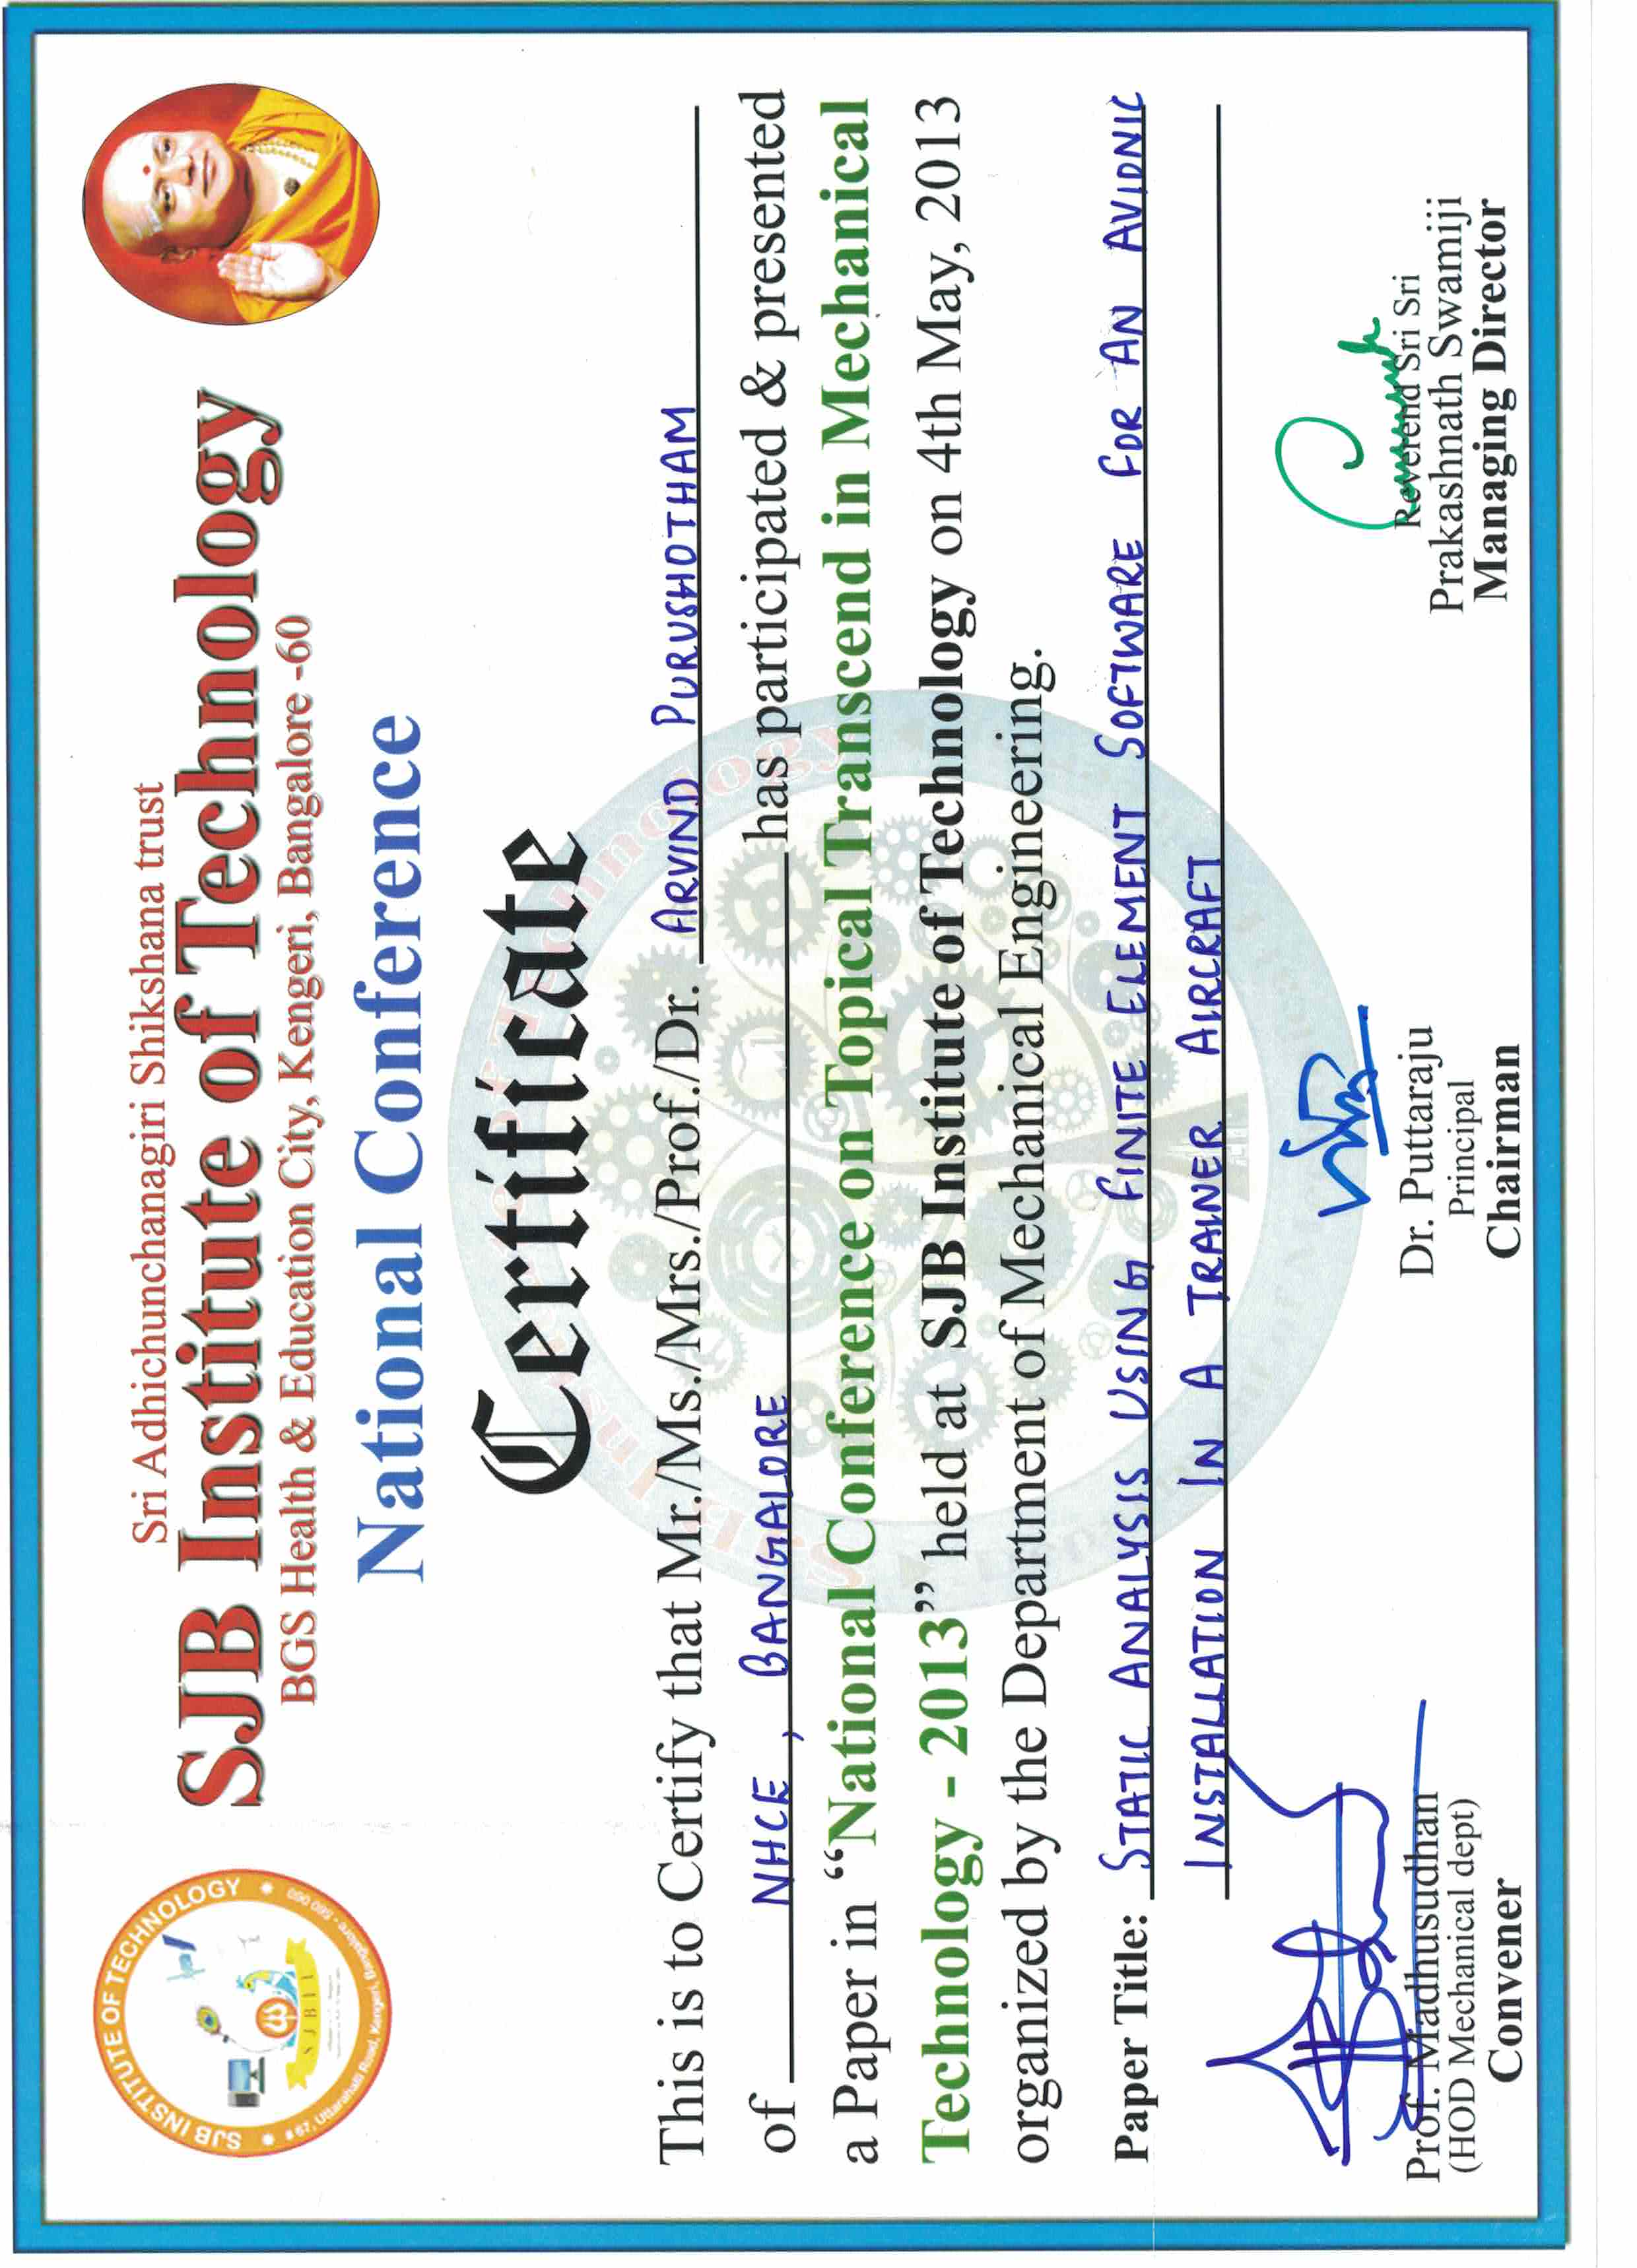 SJB INSTITUTE OF TECHNOLOGY
# 67, Uttarahalli Road, Kengeri, Bangalore - 560 060
SJBIT
Sri Adhichunchanagiri Shikshana trust
SJB Institute of Technology
BGS Health & Education City, Kengeri, Bangalore -60
National Conference
Certificate
This is to Certify that Mr./Ms./Mrs./Prof./Dr. ARVIND PURUSHOTHAM
of NHCE, BANGALORE has participated & presented
a Paper in “National Conference on Topical Transcend in Mechanical
Technology - 2013” held at SJB Institute of Technology on 4th May, 2013
organized by the Department of Mechanical Engineering.
Paper Title: STATIC ANALYSIS USING FINITE ELEMENT SOFTWARE FOR AN AVIONIC
INSTALLATION IN A TRAINER AIRCRAFT
Prof. Madhusudhan
(HOD Mechanical dept)
Convener
Dr. Puttaraju
Principal
Chairman
Reverend Sri Sri
Prakashnath Swamiji
Managing Director